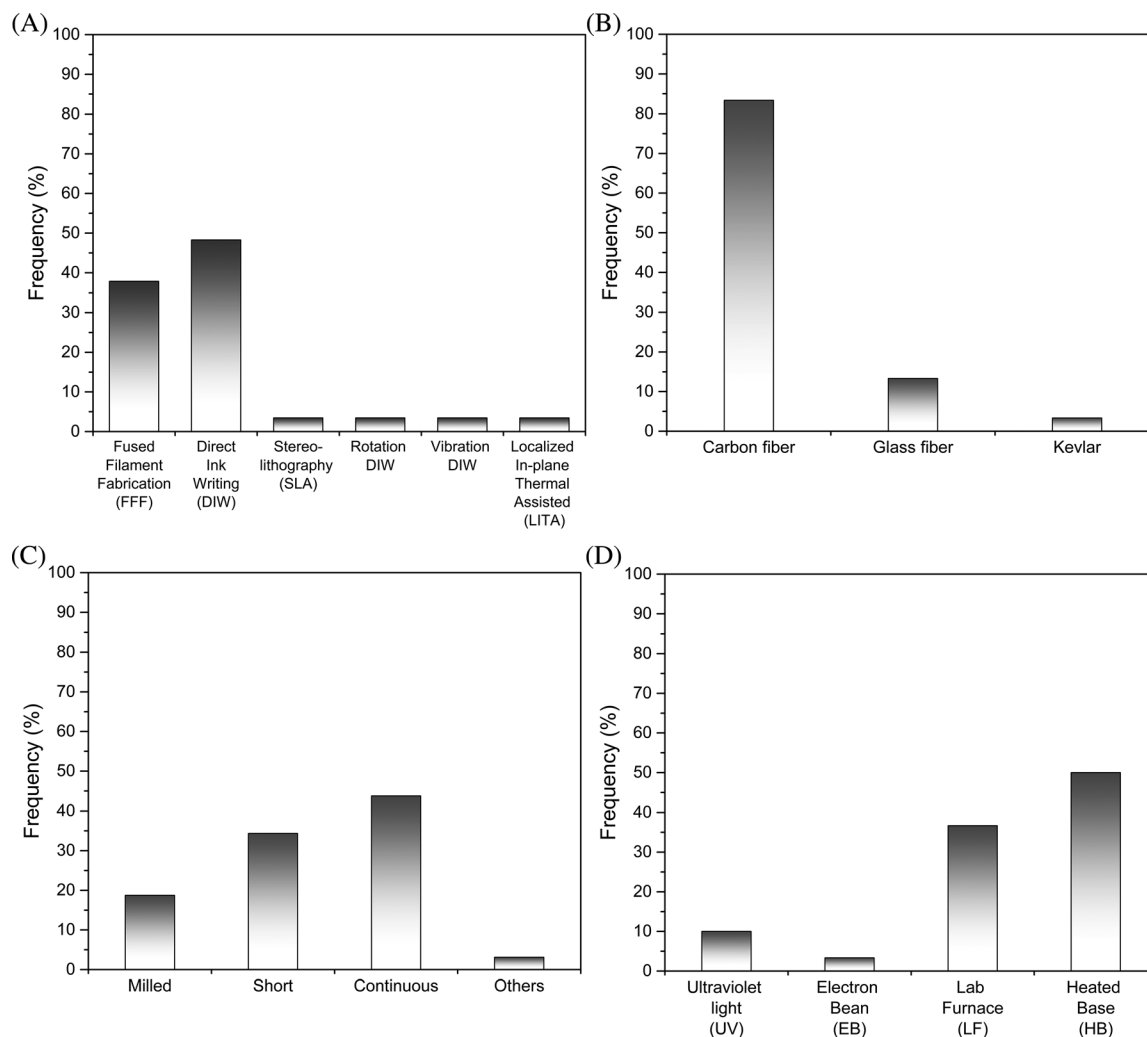 (A)
Frequency (%)
100
90
80
70
60
50
40
30
20
10
0
Fused
Filament
Fabrication
(FFF)
Direct
Ink
Writing
(DIW)
Stereo-
lithography
(SLA)
Rotation
DIW
Vibration
DIW
Localized
In-plane
Thermal
Assisted
(LITA)
(B)
Frequency (%)
100
90
80
70
60
50
40
30
20
10
0
Carbon fiber
Glass fiber
Kevlar
(C)
Frequency (%)
100
90
80
70
60
50
40
30
20
10
0
Milled
Short
Continuous
Others
(D)
Frequency (%)
100
90
80
70
60
50
40
30
20
10
0
Ultraviolet
light
(UV)
Electron
Bean
(EB)
Lab
Furnace
(LF)
Heated
Base
(HB)